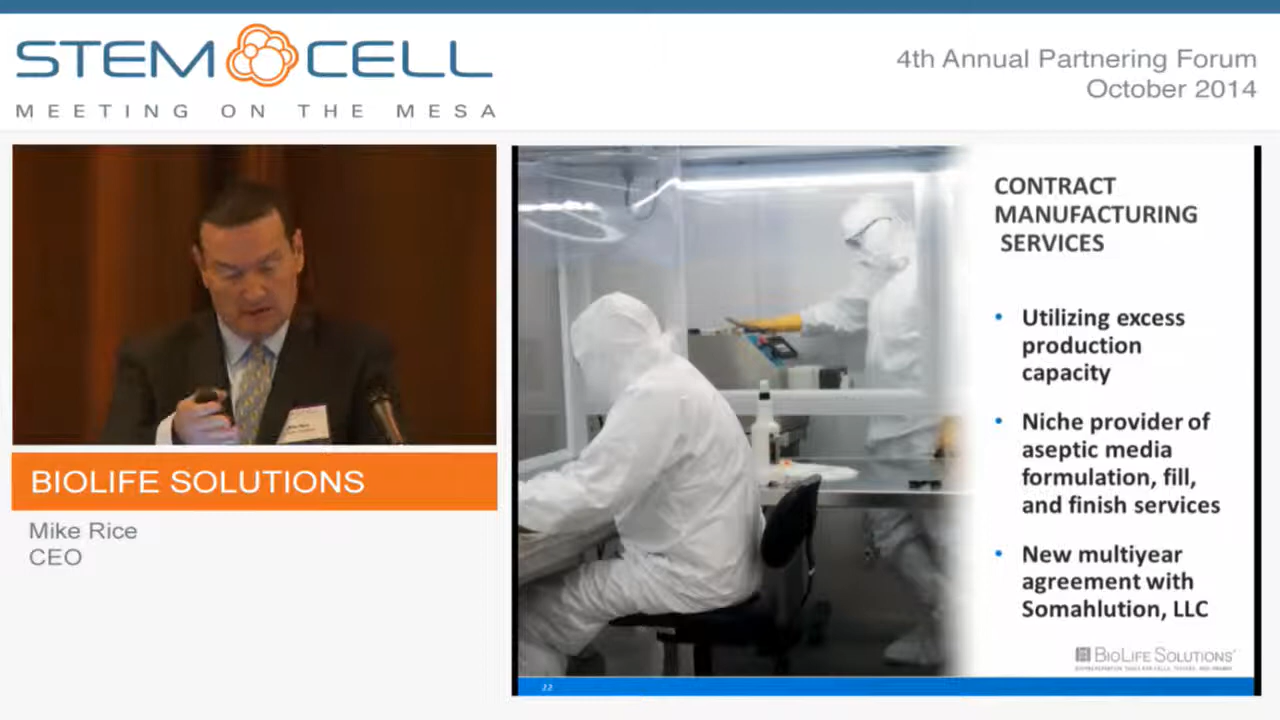 STEM CELL
MEETING ON THE MESA
4th Annual Partnering Forum
October 2014
BIOLIFE SOLUTIONS
Mike Rice
CEO
CONTRACT
MANUFACTURING
SERVICES
• Utilizing excess
production
capacity
• Niche provider of
aseptic media
formulation, fill,
and finish services
• New multiyear
agreement with
Somahlution, LLC
BIOLIFE SOLUTIONS
22